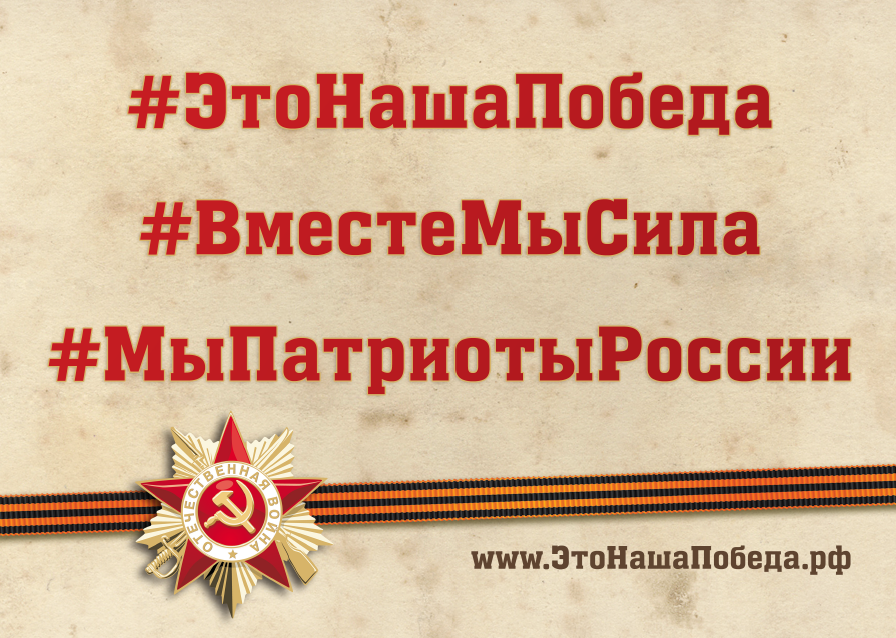 #ЭтоНашаПобеда
#ВместеМыСила
#МыПатриотыРоссии
ОТЕЧЕСТВЕННАЯ ВОЙНА
www.ЭтоНашаПобеда.рф